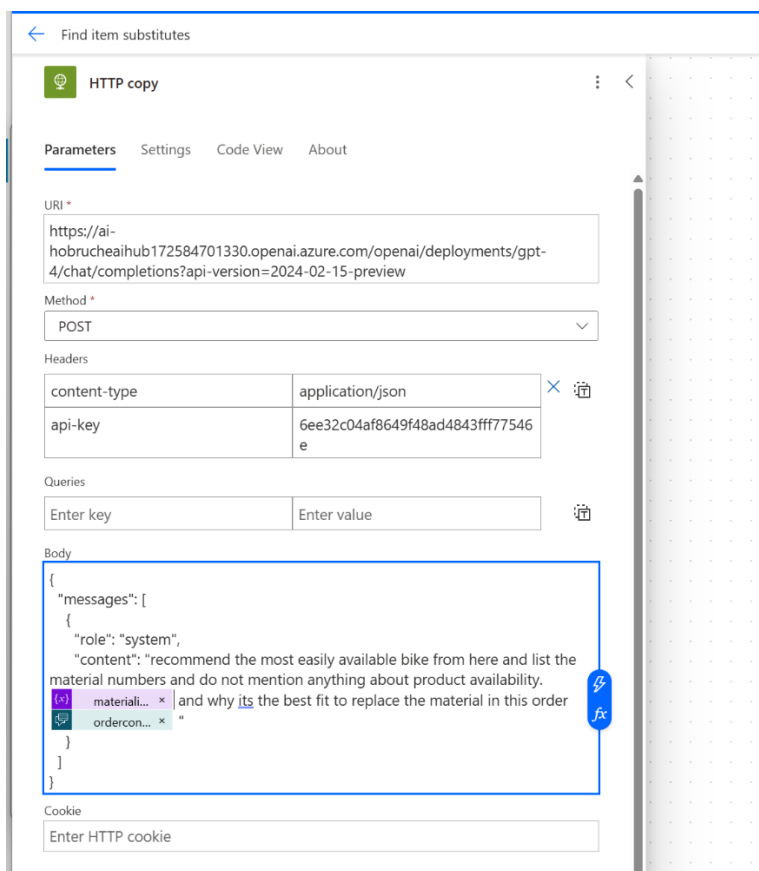 Find item substitutes
HTTP copy
Parameters Settings Code View About
URI *
https://ai-
hobrucheaihub172584701330.openai.azure.com/openai/deployments/gpt-
4/chat/completions?api-version=2024-02-15-preview
Method *
POST
Headers
content-type application/json
api-key 6ee32c04af8649f48ad4843fff77546
e
Queries
Enter key Enter value
Body
{
"messages": [
{
"role": "system",
"content": "recommend the most easily available bike from here and list the
material numbers and do not mention anything about product availability.
{x} materiali... × and why its the best fit to replace the material in this order
ordercon... × "
}
]
}
fx
Cookie
Enter HTTP cookie